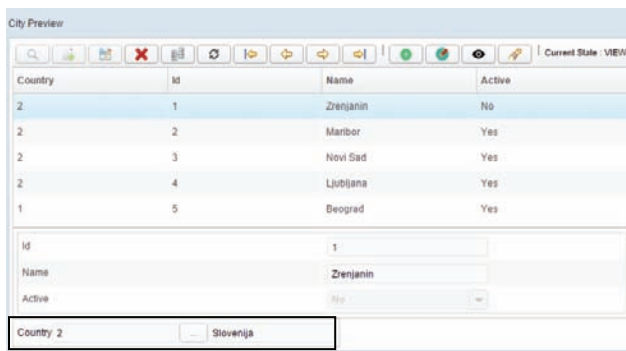 City Preview
Current State : VIEW
Country Id Name Active
2 1 Zrenjanin No
2 2 Maribor Yes
2 3 Novi Sad Yes
2 4 Ljubljana Yes
1 5 Beograd Yes
Id 1
Name Zrenjanin
Active No
Country 2 ... Slovenija